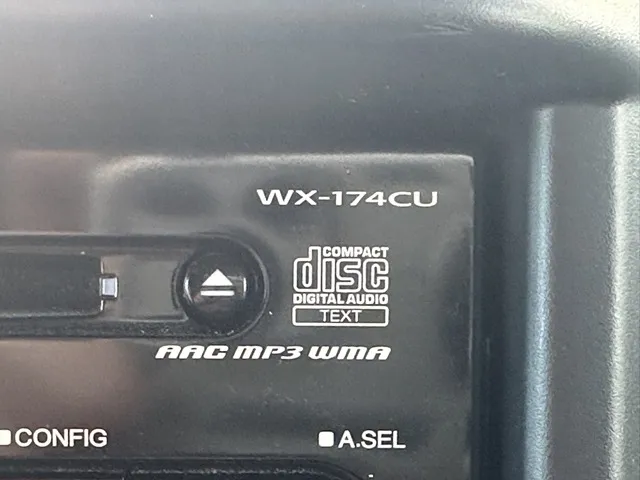 WX-174CU
COMPACT
disc
DIGITAL AUDIO
TEXT
AAC MP3 WMA
CONFIG
A.SEL